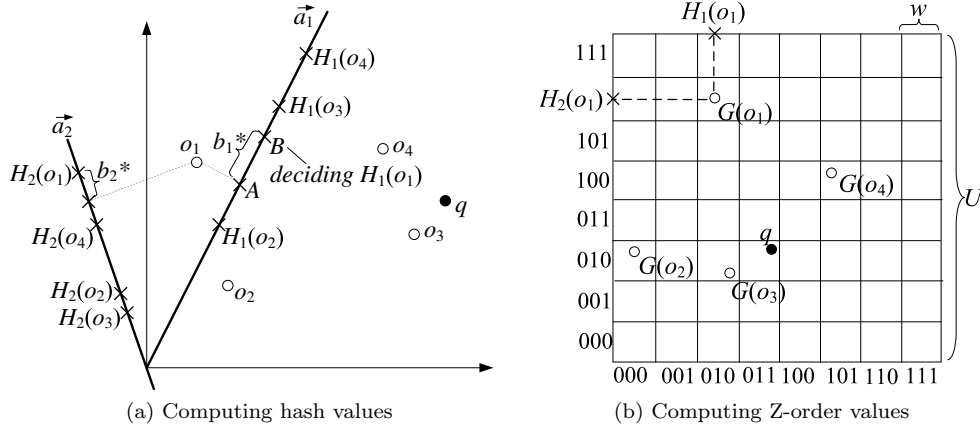 a₁
H₁(o₄)
H₁(o₃)
a₂
o₁
b₁*
B
o₄
H₂(o₁)
b₂*
deciding H₁(o₁)
A
q
H₂(o₄)
H₁(o₂)
o₃
H₂(o₂)
o₂
H₂(o₃)
(a) Computing hash values
H₁(o₁)
w
111
H₂(o₁)
G(o₁)
101
100
G(o₄)
U
011
q
010
G(o₂)
G(o₃)
001
000
000 001 010 011 100 101 110 111
(b) Computing Z-order values